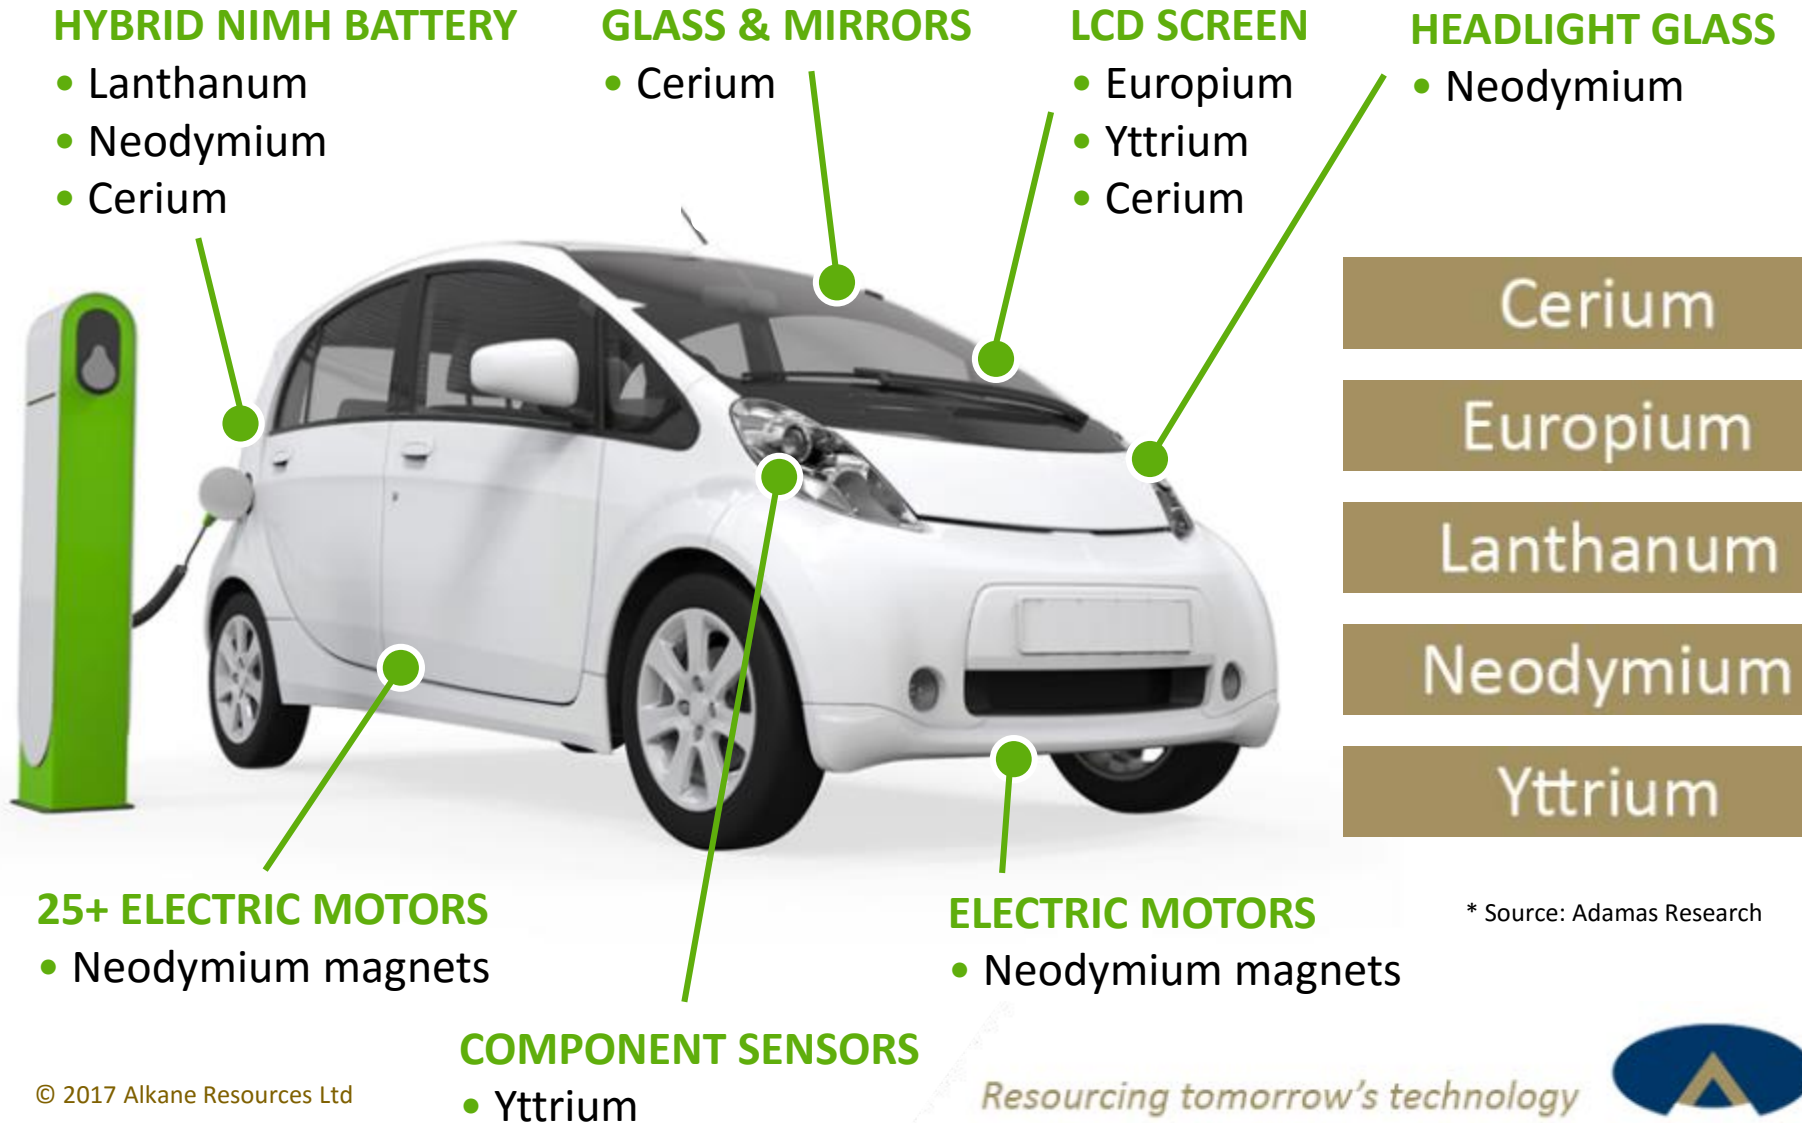 HYBRID NIMH BATTERY
• Lanthanum
• Neodymium
• Cerium
GLASS & MIRRORS
• Cerium
LCD SCREEN
• Europium
• Yttrium
• Cerium
HEADLIGHT GLASS
• Neodymium
Cerium
Europium
Lanthanum
Neodymium
Yttrium
* Source: Adamas Research
25+ ELECTRIC MOTORS
• Neodymium magnets
ELECTRIC MOTORS
• Neodymium magnets
COMPONENT SENSORS
• Yttrium
© 2017 Alkane Resources Ltd
Resourcing tomorrow's technology